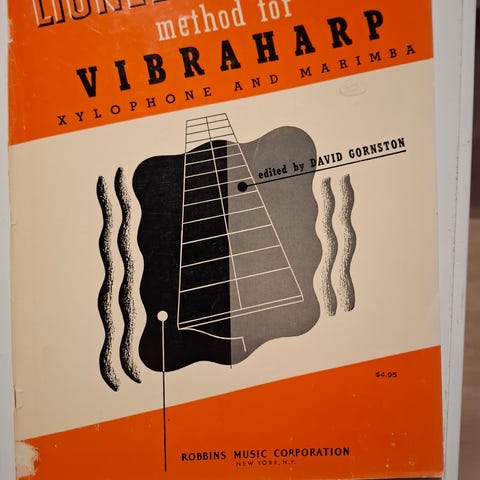 method for
VIBRAHARP
XYLOPHONE AND MARIMBA
edited by DAVID GORNSTON
$4.95
ROBBINS MUSIC CORPORATION
NEW YORK, N.Y.